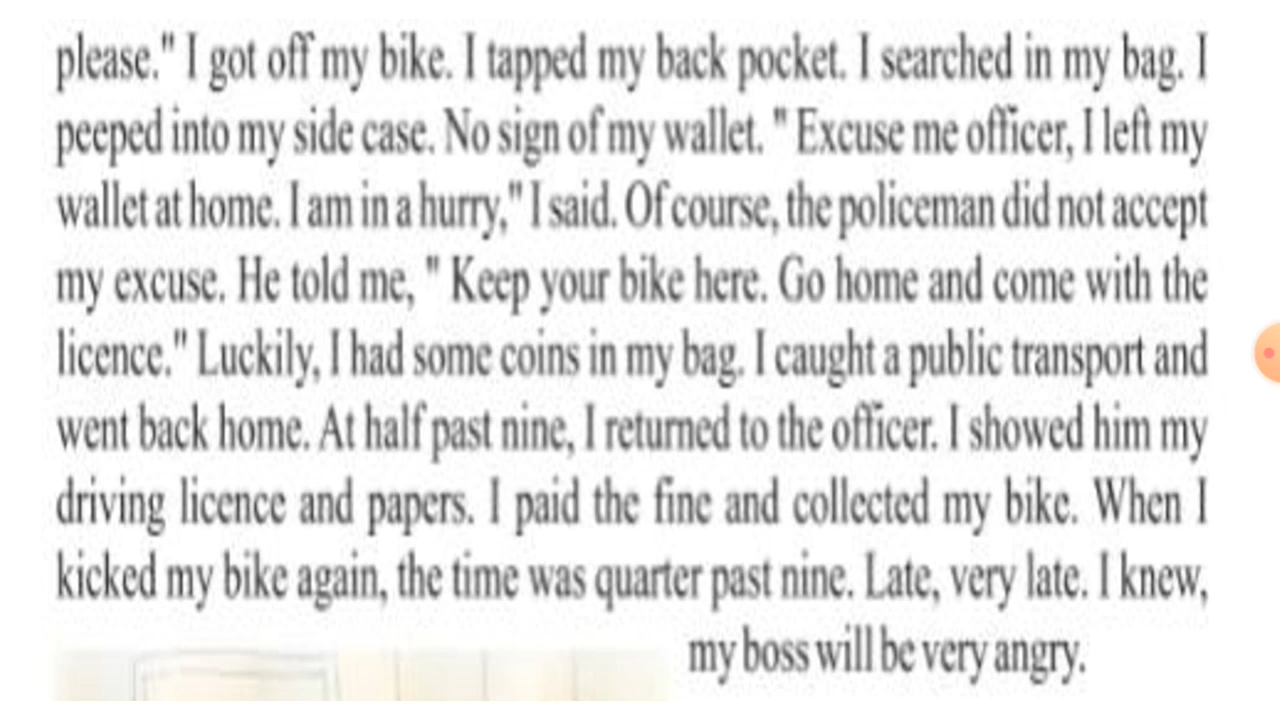 please." I got off my bike. I tapped my back pocket. I searched in my bag. I
peeped into my side case. No sign of my wallet. " Excuse me officer, I left my
wallet at home. I am in a hurry," I said. Of course, the policeman did not accept
my excuse. He told me, " Keep your bike here. Go home and come with the
licence." Luckily, I had some coins in my bag. I caught a public transport and
went back home. At half past nine, I returned to the officer. I showed him my
driving licence and papers. I paid the fine and collected my bike. When I
kicked my bike again, the time was quarter past nine. Late, very late. I knew,
my boss will be very angry.